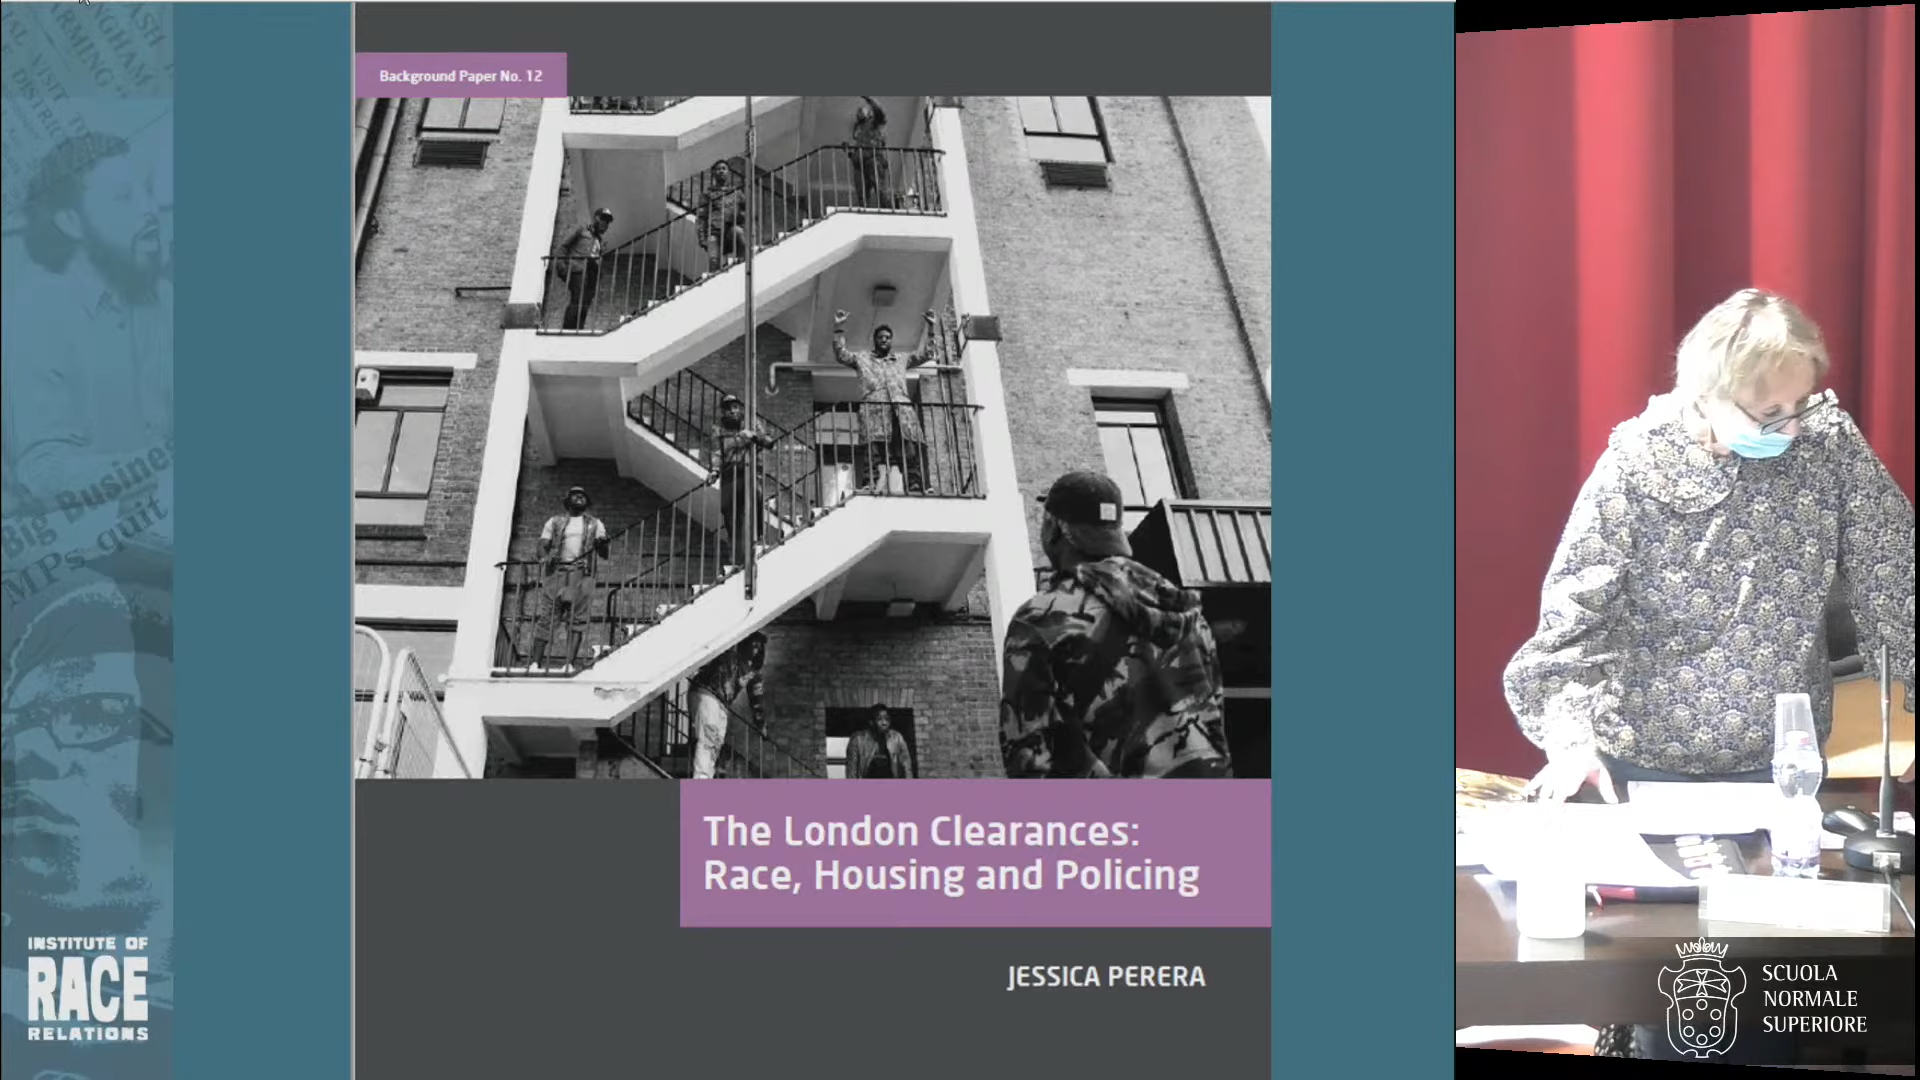 Background Paper No. 12
The London Clearances:
Race, Housing and Policing
JESSICA PERERA
Big Busines
MPs quit
INSTITUTE OF
RACE
RELATIONS
SCUOLA
NORMALE
SUPERIORE